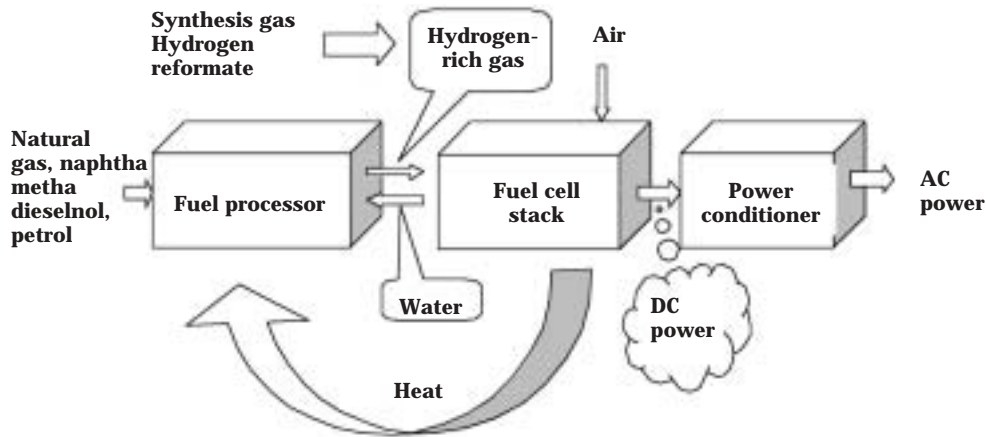 Synthesis gas
Hydrogen
reformate
Hydrogen-
rich gas
Air
Natural
gas, naphtha
metha
dieselnol,
petrol
Fuel processor
Fuel cell
stack
Power
conditioner
AC
power
Water
DC
power
Heat